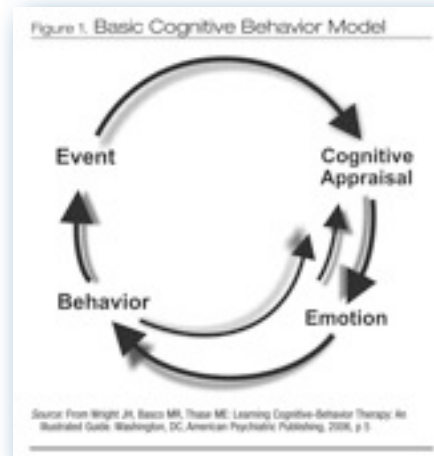 Figure 1. Basic Cognitive Behavior Model
Event
Cognitive
Appraisal
Behavior
Emotion
Source: From Wright JH, Basco MR, Thase ME: Learning Cognitive-Behavior Therapy: An
Illustrated Guide. Washington, DC, American Psychiatric Publishing, 2006, p 5